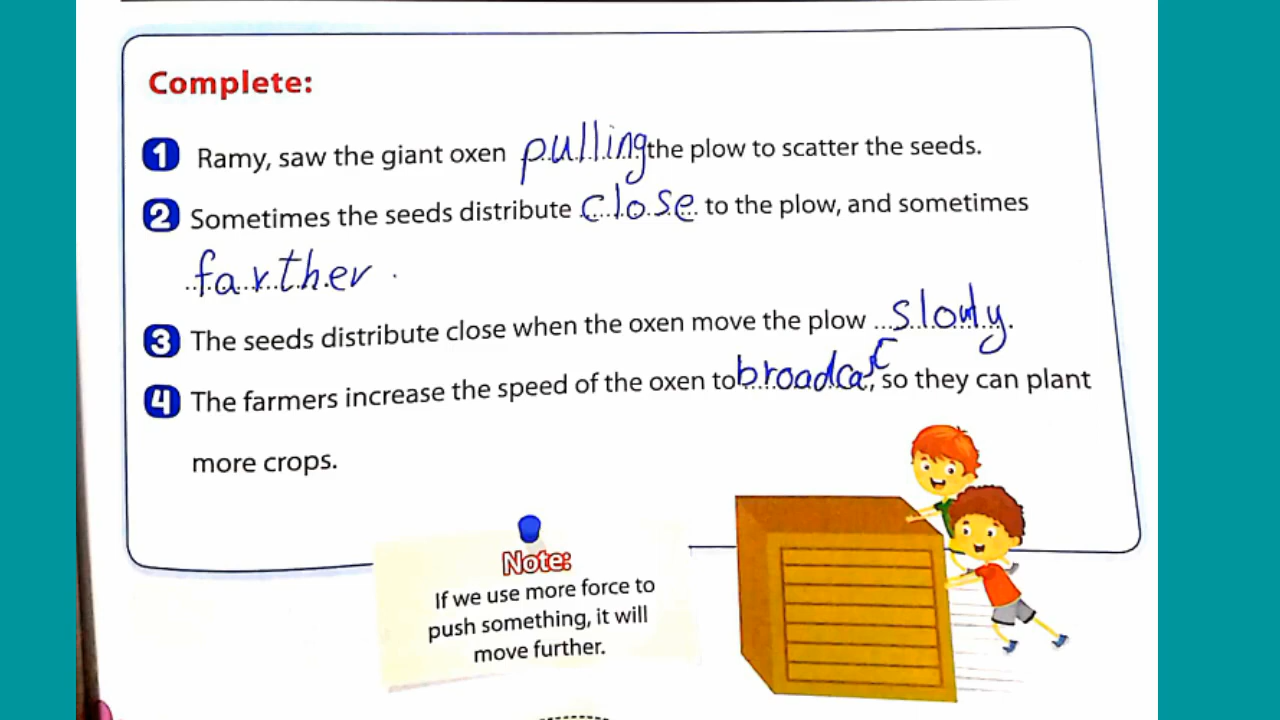 Complete:
1 Ramy, saw the giant oxen pulling the plow to scatter the seeds.
2 Sometimes the seeds distribute close to the plow, and sometimes
farther.
3 The seeds distribute close when the oxen move the plow slowly.
4 The farmers increase the speed of the oxen to broadcast, so they can plant
more crops.
Note:
If we use more force to
push something, it will
move further.